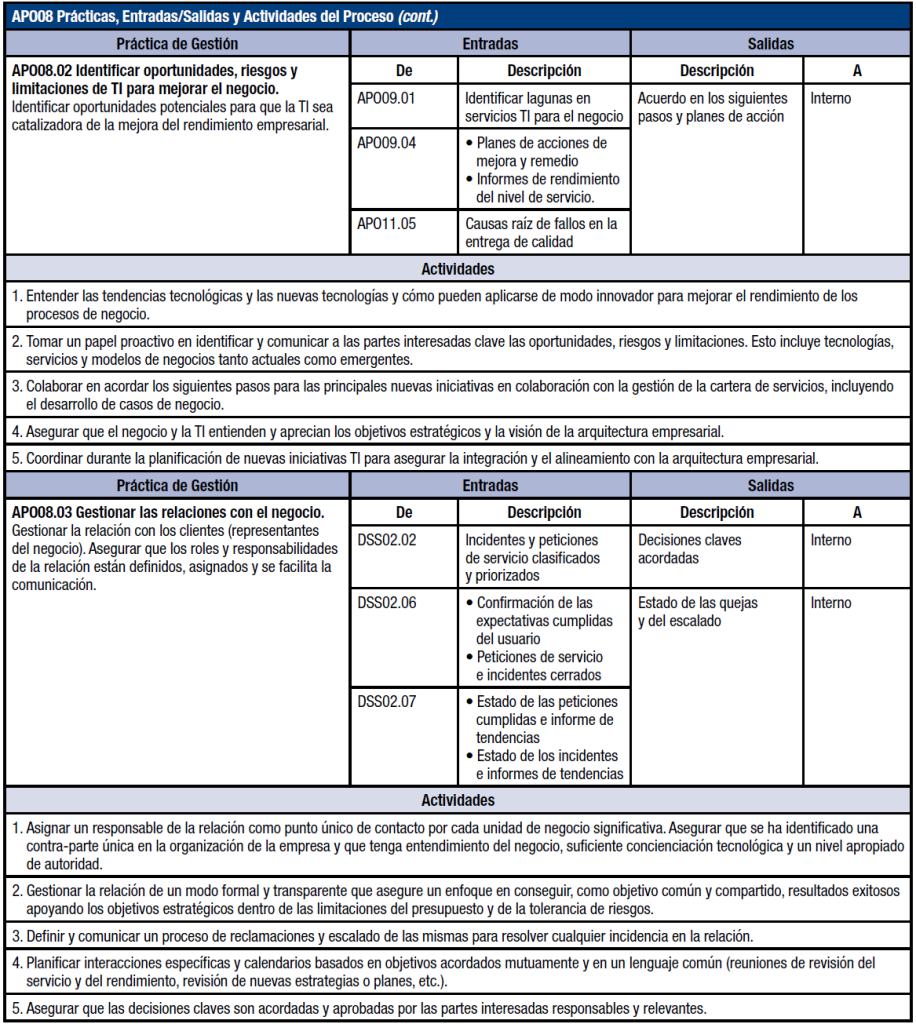 APO08 Prácticas, Entradas/Salidas y Actividades del Proceso (cont.)
Práctica de Gestión
Entradas
Salidas
APO08.02 Identificar oportunidades, riesgos y
limitaciones de TI para mejorar el negocio.
Identificar oportunidades potenciales para que la TI sea
catalizadora de la mejora del rendimiento empresarial.
De
Descripción
Descripción
A
APO09.01
Identificar lagunas en
servicios TI para el negocio
Acuerdo en los siguientes
pasos y planes de acción
Interno
APO09.04
• Planes de acciones de
mejora y remedio
• Informes de rendimiento
del nivel de servicio.
APO11.05
Causas raíz de fallos en la
entrega de calidad
Actividades
1. Entender las tendencias tecnológicas y las nuevas tecnologías y cómo pueden aplicarse de modo innovador para mejorar el rendimiento de los
procesos de negocio.
2. Tomar un papel proactivo en identificar y comunicar a las partes interesadas clave las oportunidades, riesgos y limitaciones. Esto incluye tecnologías,
servicios y modelos de negocios tanto actuales como emergentes.
3. Colaborar en acordar los siguientes pasos para las principales nuevas iniciativas en colaboración con la gestión de la cartera de servicios, incluyendo
el desarrollo de casos de negocio.
4. Asegurar que el negocio y la TI entienden y aprecian los objetivos estratégicos y la visión de la arquitectura empresarial.
5. Coordinar durante la planificación de nuevas iniciativas TI para asegurar la integración y el alineamiento con la arquitectura empresarial.
Práctica de Gestión
Entradas
Salidas
APO08.03 Gestionar las relaciones con el negocio.
Gestionar la relación con los clientes (representantes
del negocio). Asegurar que los roles y responsabilidades
de la relación están definidos, asignados y se facilita la
comunicación.
De
Descripción
Descripción
A
DSS02.02
Incidentes y peticiones
de servicio clasificados
y priorizados
Decisiones claves
acordadas
Interno
DSS02.06
• Confirmación de las
expectativas cumplidas
del usuario
• Peticiones de servicio
e incidentes cerrados
Estado de las quejas
y del escalado
Interno
DSS02.07
• Estado de las peticiones
cumplidas e informe de
tendencias
• Estado de los incidentes
e informes de tendencias
Actividades
1. Asignar un responsable de la relación como punto único de contacto por cada unidad de negocio significativa. Asegurar que se ha identificado una
contra-parte única en la organización de la empresa y que tenga entendimiento del negocio, suficiente concienciación tecnológica y un nivel apropiado
de autoridad.
2. Gestionar la relación de un modo formal y transparente que asegure un enfoque en conseguir, como objetivo común y compartido, resultados exitosos
apoyando los objetivos estratégicos dentro de las limitaciones del presupuesto y de la tolerancia de riesgos.
3. Definir y comunicar un proceso de reclamaciones y escalado de las mismas para resolver cualquier incidencia en la relación.
4. Planificar interacciones específicas y calendarios basados en objetivos acordados mutuamente y en un lenguaje común (reuniones de revisión del
servicio y del rendimiento, revisión de nuevas estrategias o planes, etc.).
5. Asegurar que las decisiones claves son acordadas y aprobadas por las partes interesadas responsables y relevantes.